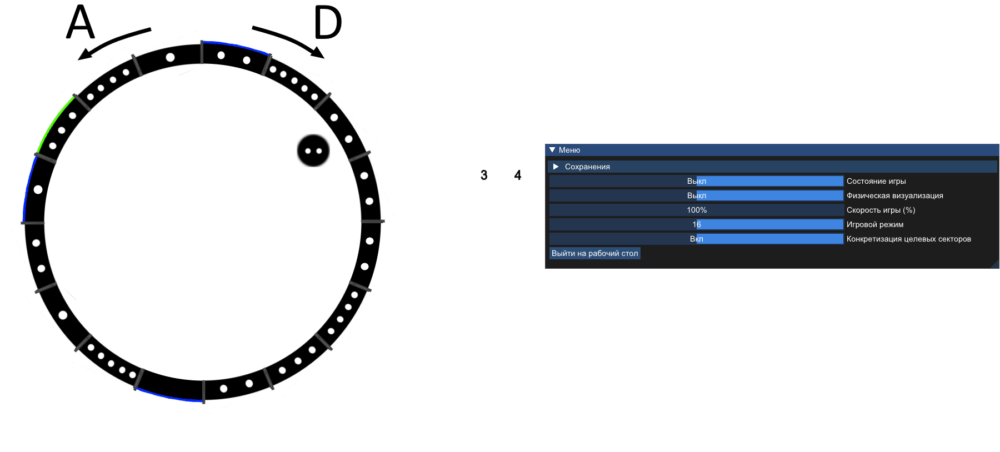 A D
3 4
Меню
Сохранения
Выкл Состояние игры
Выкл Физическая визуализация
100% Скорость игры (%)
16 Игровой режим
Вкл Конкретизация целевых секторов
Выйти на рабочий стол